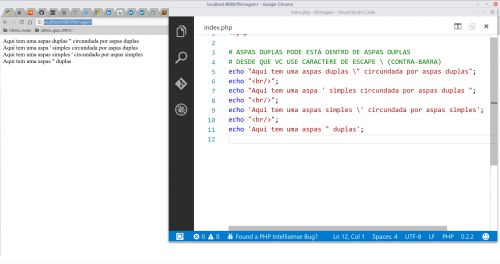 localhost:8080/ftbimagem/ - Google Chrome
index.php - ftbimagem - Visual Studio Code
localhost:8080/ftbimagem/
Aqui tem uma aspas duplas " circundada por aspas duplas
Aqui tem uma aspa ' simples circundada por aspas duplas
Aqui tem uma aspas simples ' circundada por aspas simples
Aqui tem uma aspas " duplas
index.php
2
3 # ASPAS DUPLAS PODE ESTÁ DENTRO DE ASPAS DUPLAS
4 # DESDE QUE VC USE CARACTERE DE ESCAPE \ (CONTRA-BARRA)
5 echo "Aqui tem uma aspas duplas \" circundada por aspas duplas";
6 echo "<br/>";
7 echo "Aqui tem uma aspa ' simples circundada por aspas duplas ";
8 echo "<br/>";
9 echo 'Aqui tem uma aspas simples \' circundada por aspas simples';
10 echo "<br/>";
11 echo 'Aqui tem uma aspas " duplas';
12
0 0 Found a PHP Intellisense Bug? Ln 12, Col 1 Spaces: 4 UTF-8 LF PHP 0.2.2